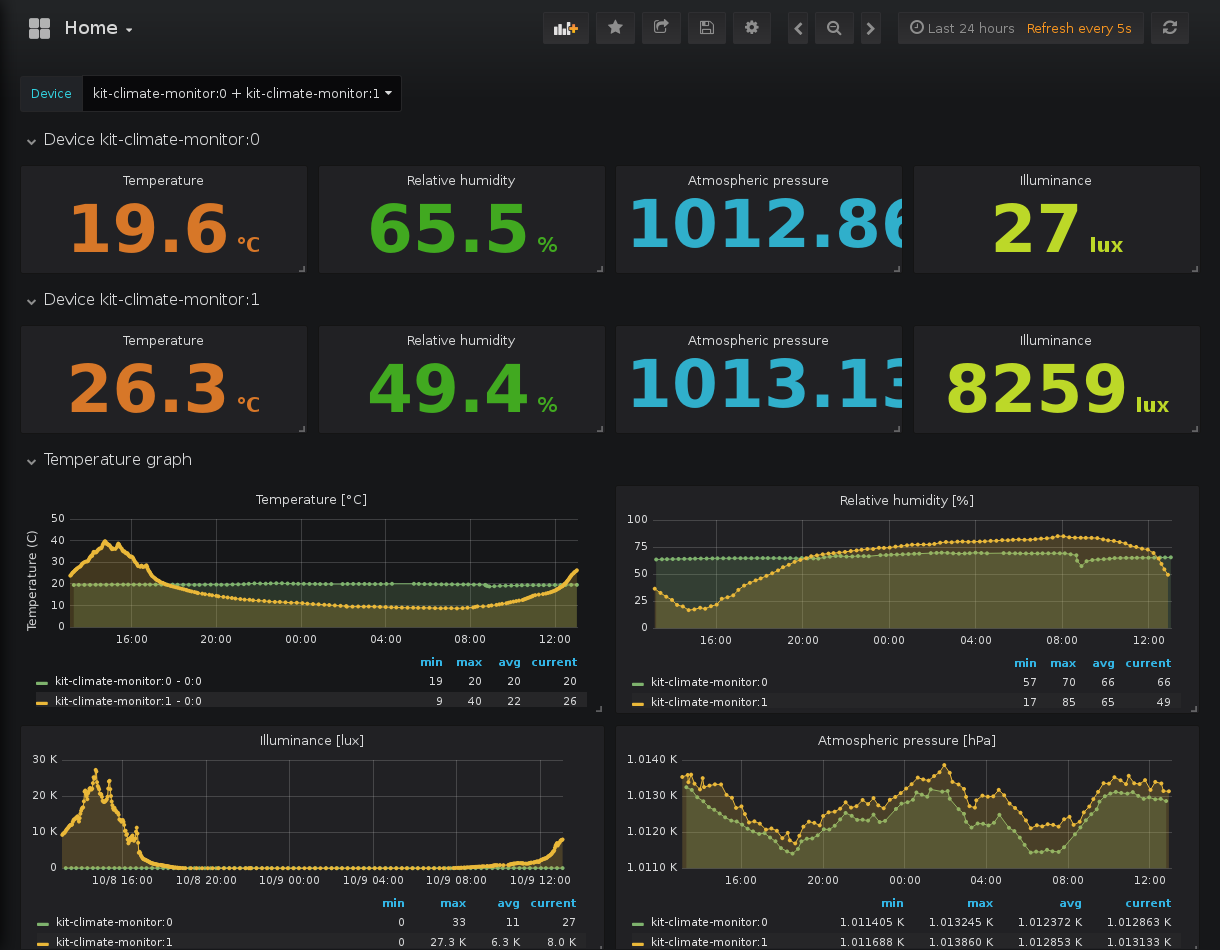 Home
Last 24 hours Refresh every 5s
Device kit-climate-monitor:0 + kit-climate-monitor:1
Device kit-climate-monitor:0
Temperature Relative humidity Atmospheric pressure Illuminance
19.6 °C 65.5 % 1012.86 27 lux
Device kit-climate-monitor:1
Temperature Relative humidity Atmospheric pressure Illuminance
26.3 °C 49.4 % 1013.13 8259 lux
Temperature graph
Temperature [°C]
Temperature (C)
50
40
30
20
10
0
16:00 20:00 00:00 04:00 08:00 12:00
min max avg current
kit-climate-monitor:0 - 0:0 19 20 20 20
kit-climate-monitor:1 - 0:0 9 40 22 26
Relative humidity [%]
100
75
50
25
0
16:00 20:00 00:00 04:00 08:00 12:00
min max avg current
kit-climate-monitor:0 57 70 66 66
kit-climate-monitor:1 17 85 65 49
Illuminance [lux]
30 K
20 K
10 K
0
10/8 16:00 10/8 20:00 10/9 00:00 10/9 04:00 10/9 08:00 10/9 12:00
min max avg current
kit-climate-monitor:0 0 33 11 27
kit-climate-monitor:1 0 27.3 K 6.3 K 8.0 K
Atmospheric pressure [hPa]
1.0140 K
1.0130 K
1.0120 K
1.0110 K
16:00 20:00 00:00 04:00 08:00 12:00
min max avg current
kit-climate-monitor:0 1.011405 K 1.013245 K 1.012372 K 1.012863 K
kit-climate-monitor:1 1.011688 K 1.013860 K 1.012853 K 1.013133 K